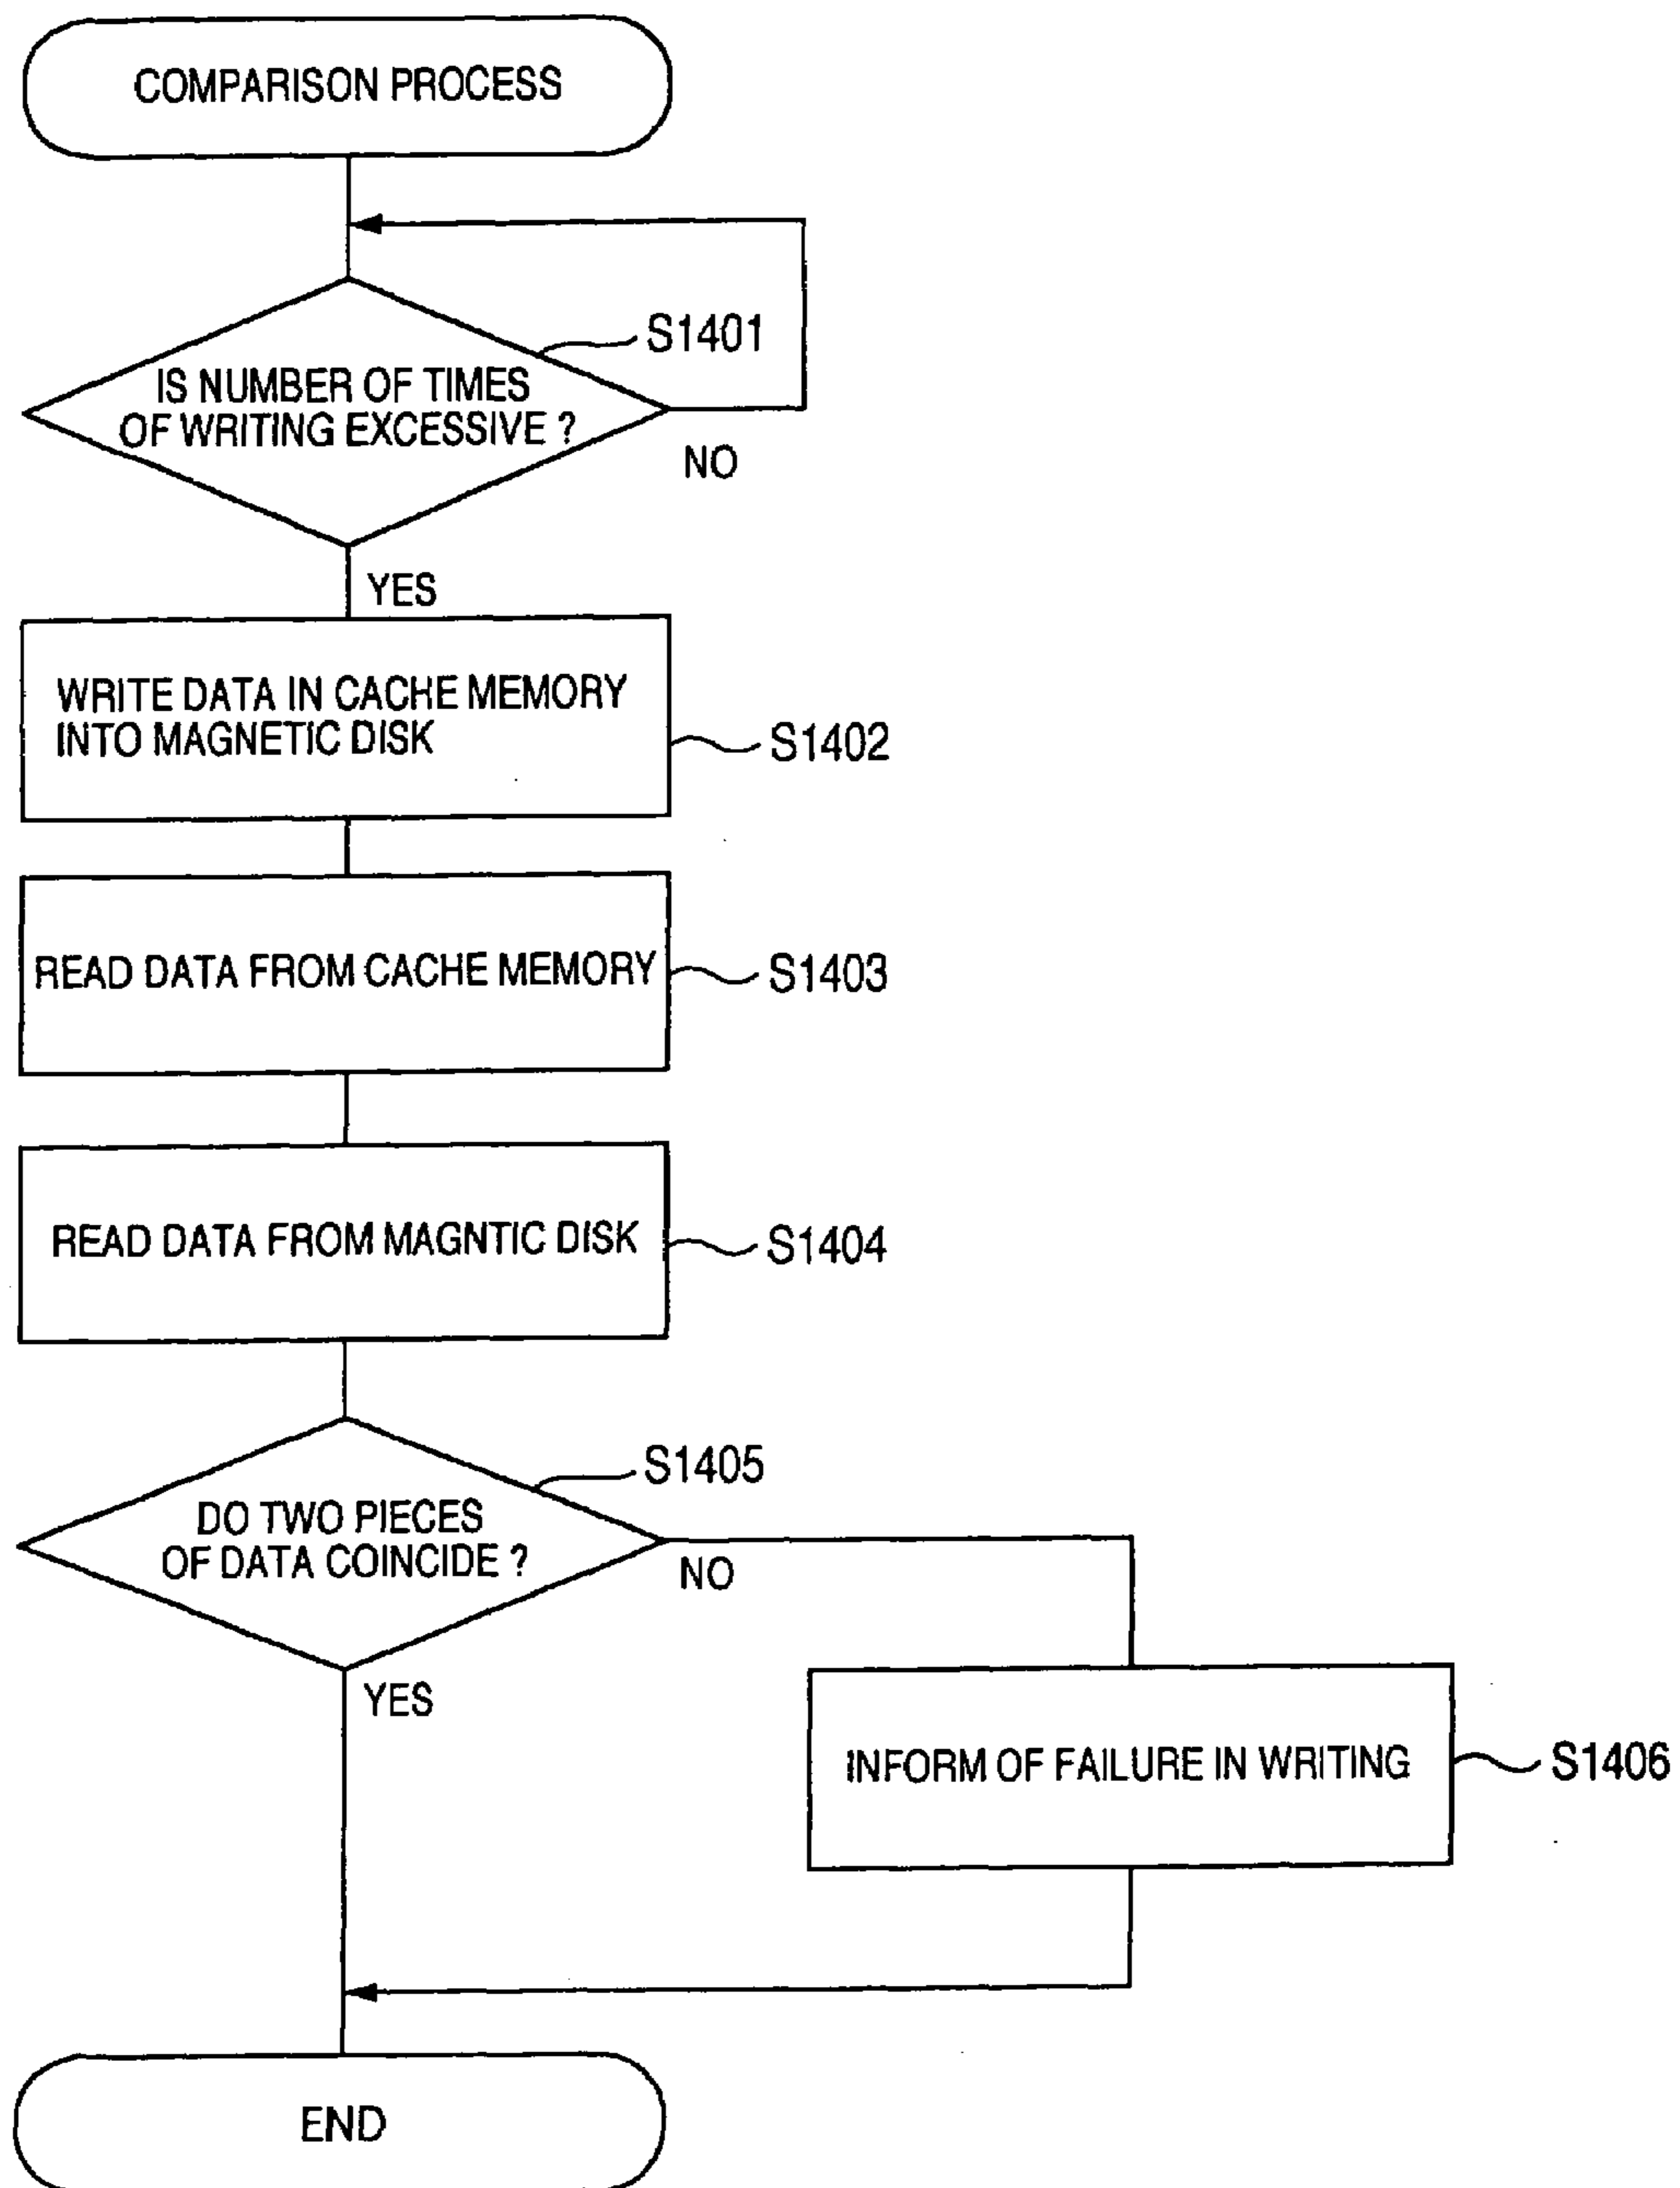 COMPARISON PROCESS
S1401
IS NUMBER OF TIMES
OF WRITING EXCESSIVE ?
NO
YES
WRITE DATA IN CACHE MEMORY
INTO MAGNETIC DISK
S1402
READ DATA FROM CACHE MEMORY
S1403
READ DATA FROM MAGNTIC DISK
S1404
S1405
DO TWO PIECES
OF DATA COINCIDE ?
NO
YES
INFORM OF FAILURE IN WRITING
S1406
END